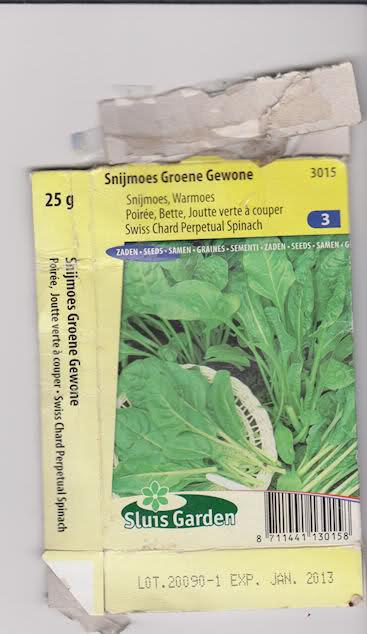 Snijmoes Groene Gewone
3015
Snijmoes, Warmoes
Poirée, Bette, Joutte verte à couper
Swiss Chard Perpetual Spinach
3
ZADEN • SEEDS • SAMEN • GRAINES • SEMENTI • ZADEN • SEEDS • SAMEN • G
25 g
Snijmoes Groene Gewone
Poirée, Joutte verte à couper • Swiss Chard Perpetual Spinach
Sluis Garden
8 711441 130158
LOT.20090-1 EXP. JAN. 2013